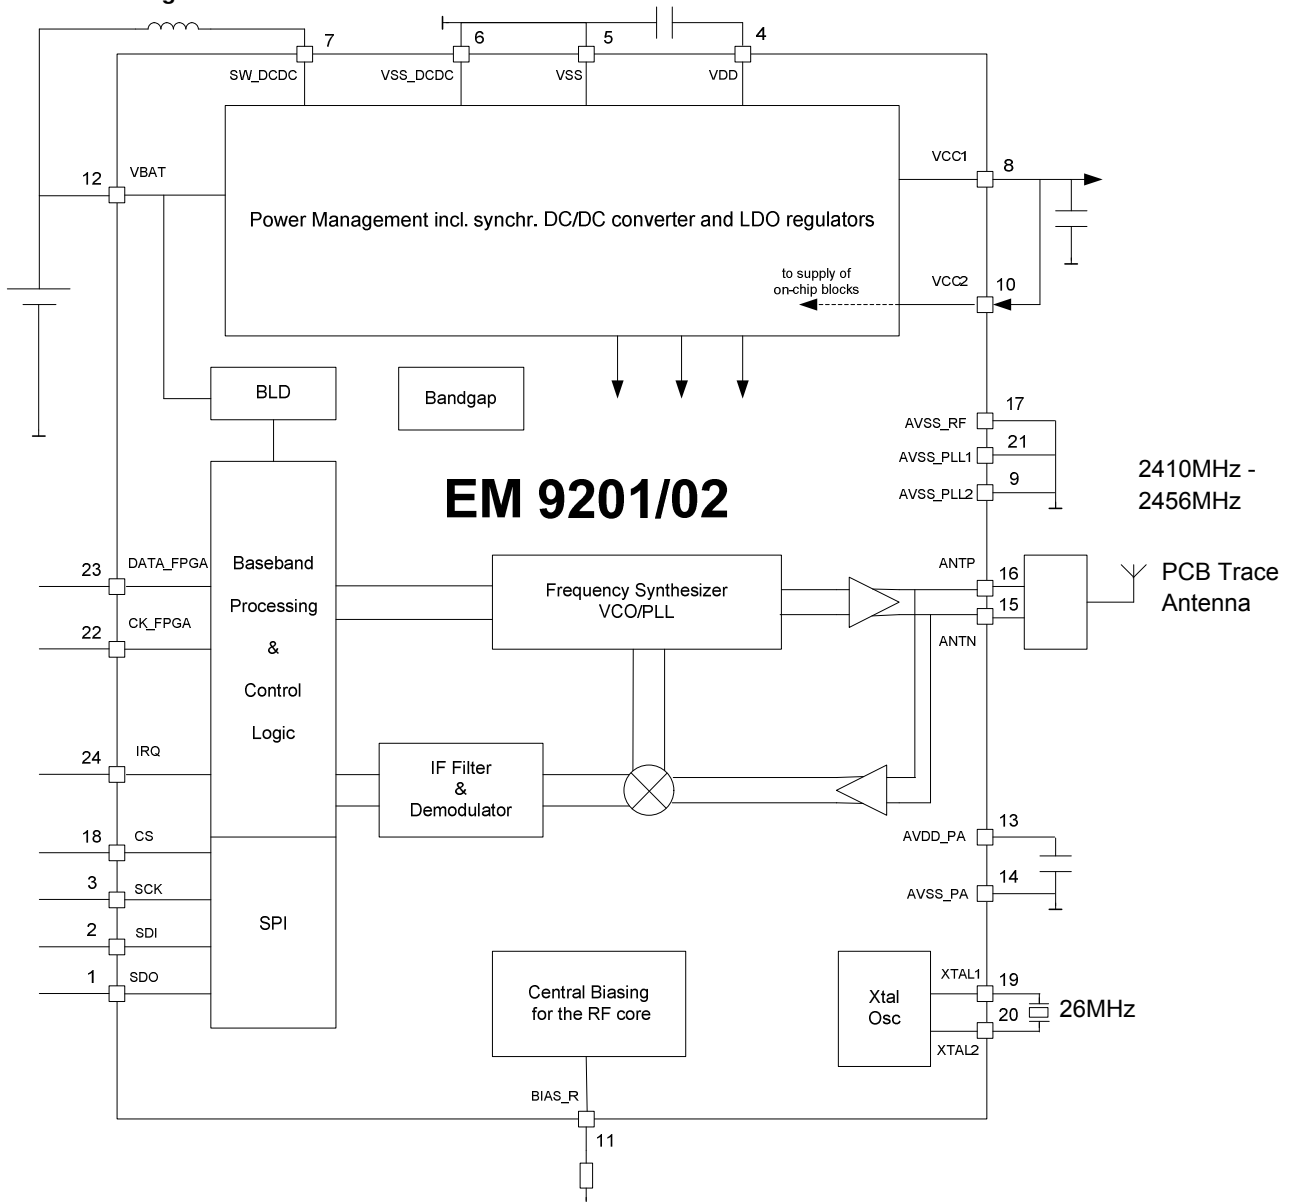 7
6
5
4
SW_DCDC
VSS_DCDC
VSS
VDD
12
VBAT
VCC1
8
Power Management incl. synchr. DC/DC converter and LDO regulators
to supply of
on-chip blocks
VCC2
10
BLD
Bandgap
AVSS_RF
17
AVSS_PLL1
21
AVSS_PLL2
9
2410MHz -
2456MHz
EM 9201/02
23
DATA_FPGA
22
CK_FPGA
Baseband
Processing
&
Control
Logic
Frequency Synthesizer
VCO/PLL
ANTP
16
15
ANTN
PCB Trace
Antenna
24
IRQ
IF Filter
&
Demodulator
18
CS
3
SCK
2
SDI
1
SDO
SPI
AVDD_PA
13
AVSS_PA
14
Central Biasing
for the RF core
Xtal
Osc
XTAL1
19
20
XTAL2
26MHz
BIAS_R
11